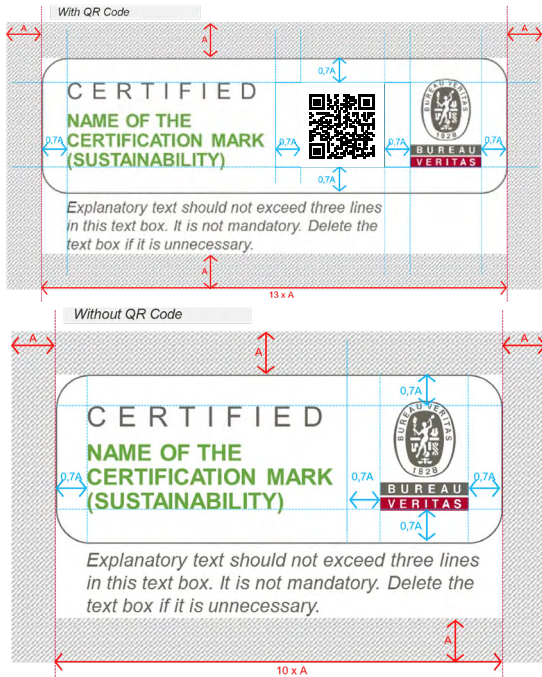 With QR Code
A
A
A
0,7A
CERTIFIED
NAME OF THE
CERTIFICATION MARK
(SUSTAINABILITY)
0,7A
0,7A
0,7A
0,7A
BUREAU VERITAS
1828
BUREAU
VERITAS
0,7A
Explanatory text should not exceed three lines
in this text box. It is not mandatory. Delete the
text box if it is unnecessary.
A
13 x A
Without QR Code
A
A
A
0,7A
CERTIFIED
NAME OF THE
CERTIFICATION MARK
(SUSTAINABILITY)
0,7A
0,7A
0,7A
BUREAU VERITAS
1828
BUREAU
VERITAS
0,7A
Explanatory text should not exceed three lines
in this text box. It is not mandatory. Delete the
text box if it is unnecessary.
A
10 x A